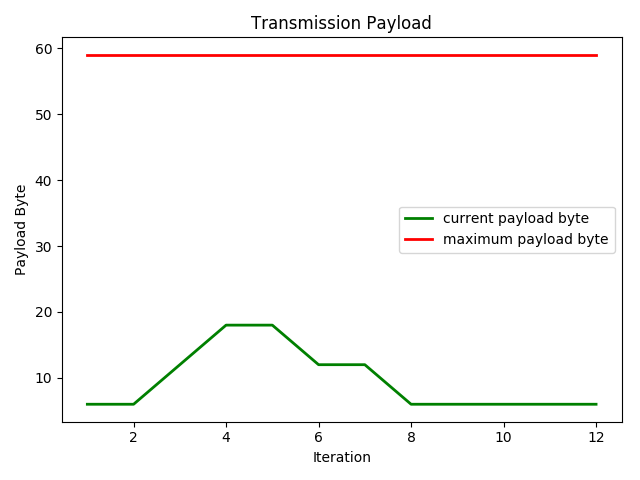 Transmission Payload
60
50
40
30
20
10
Payload Byte
current payload byte
maximum payload byte
2 4 6 8 10 12
Iteration